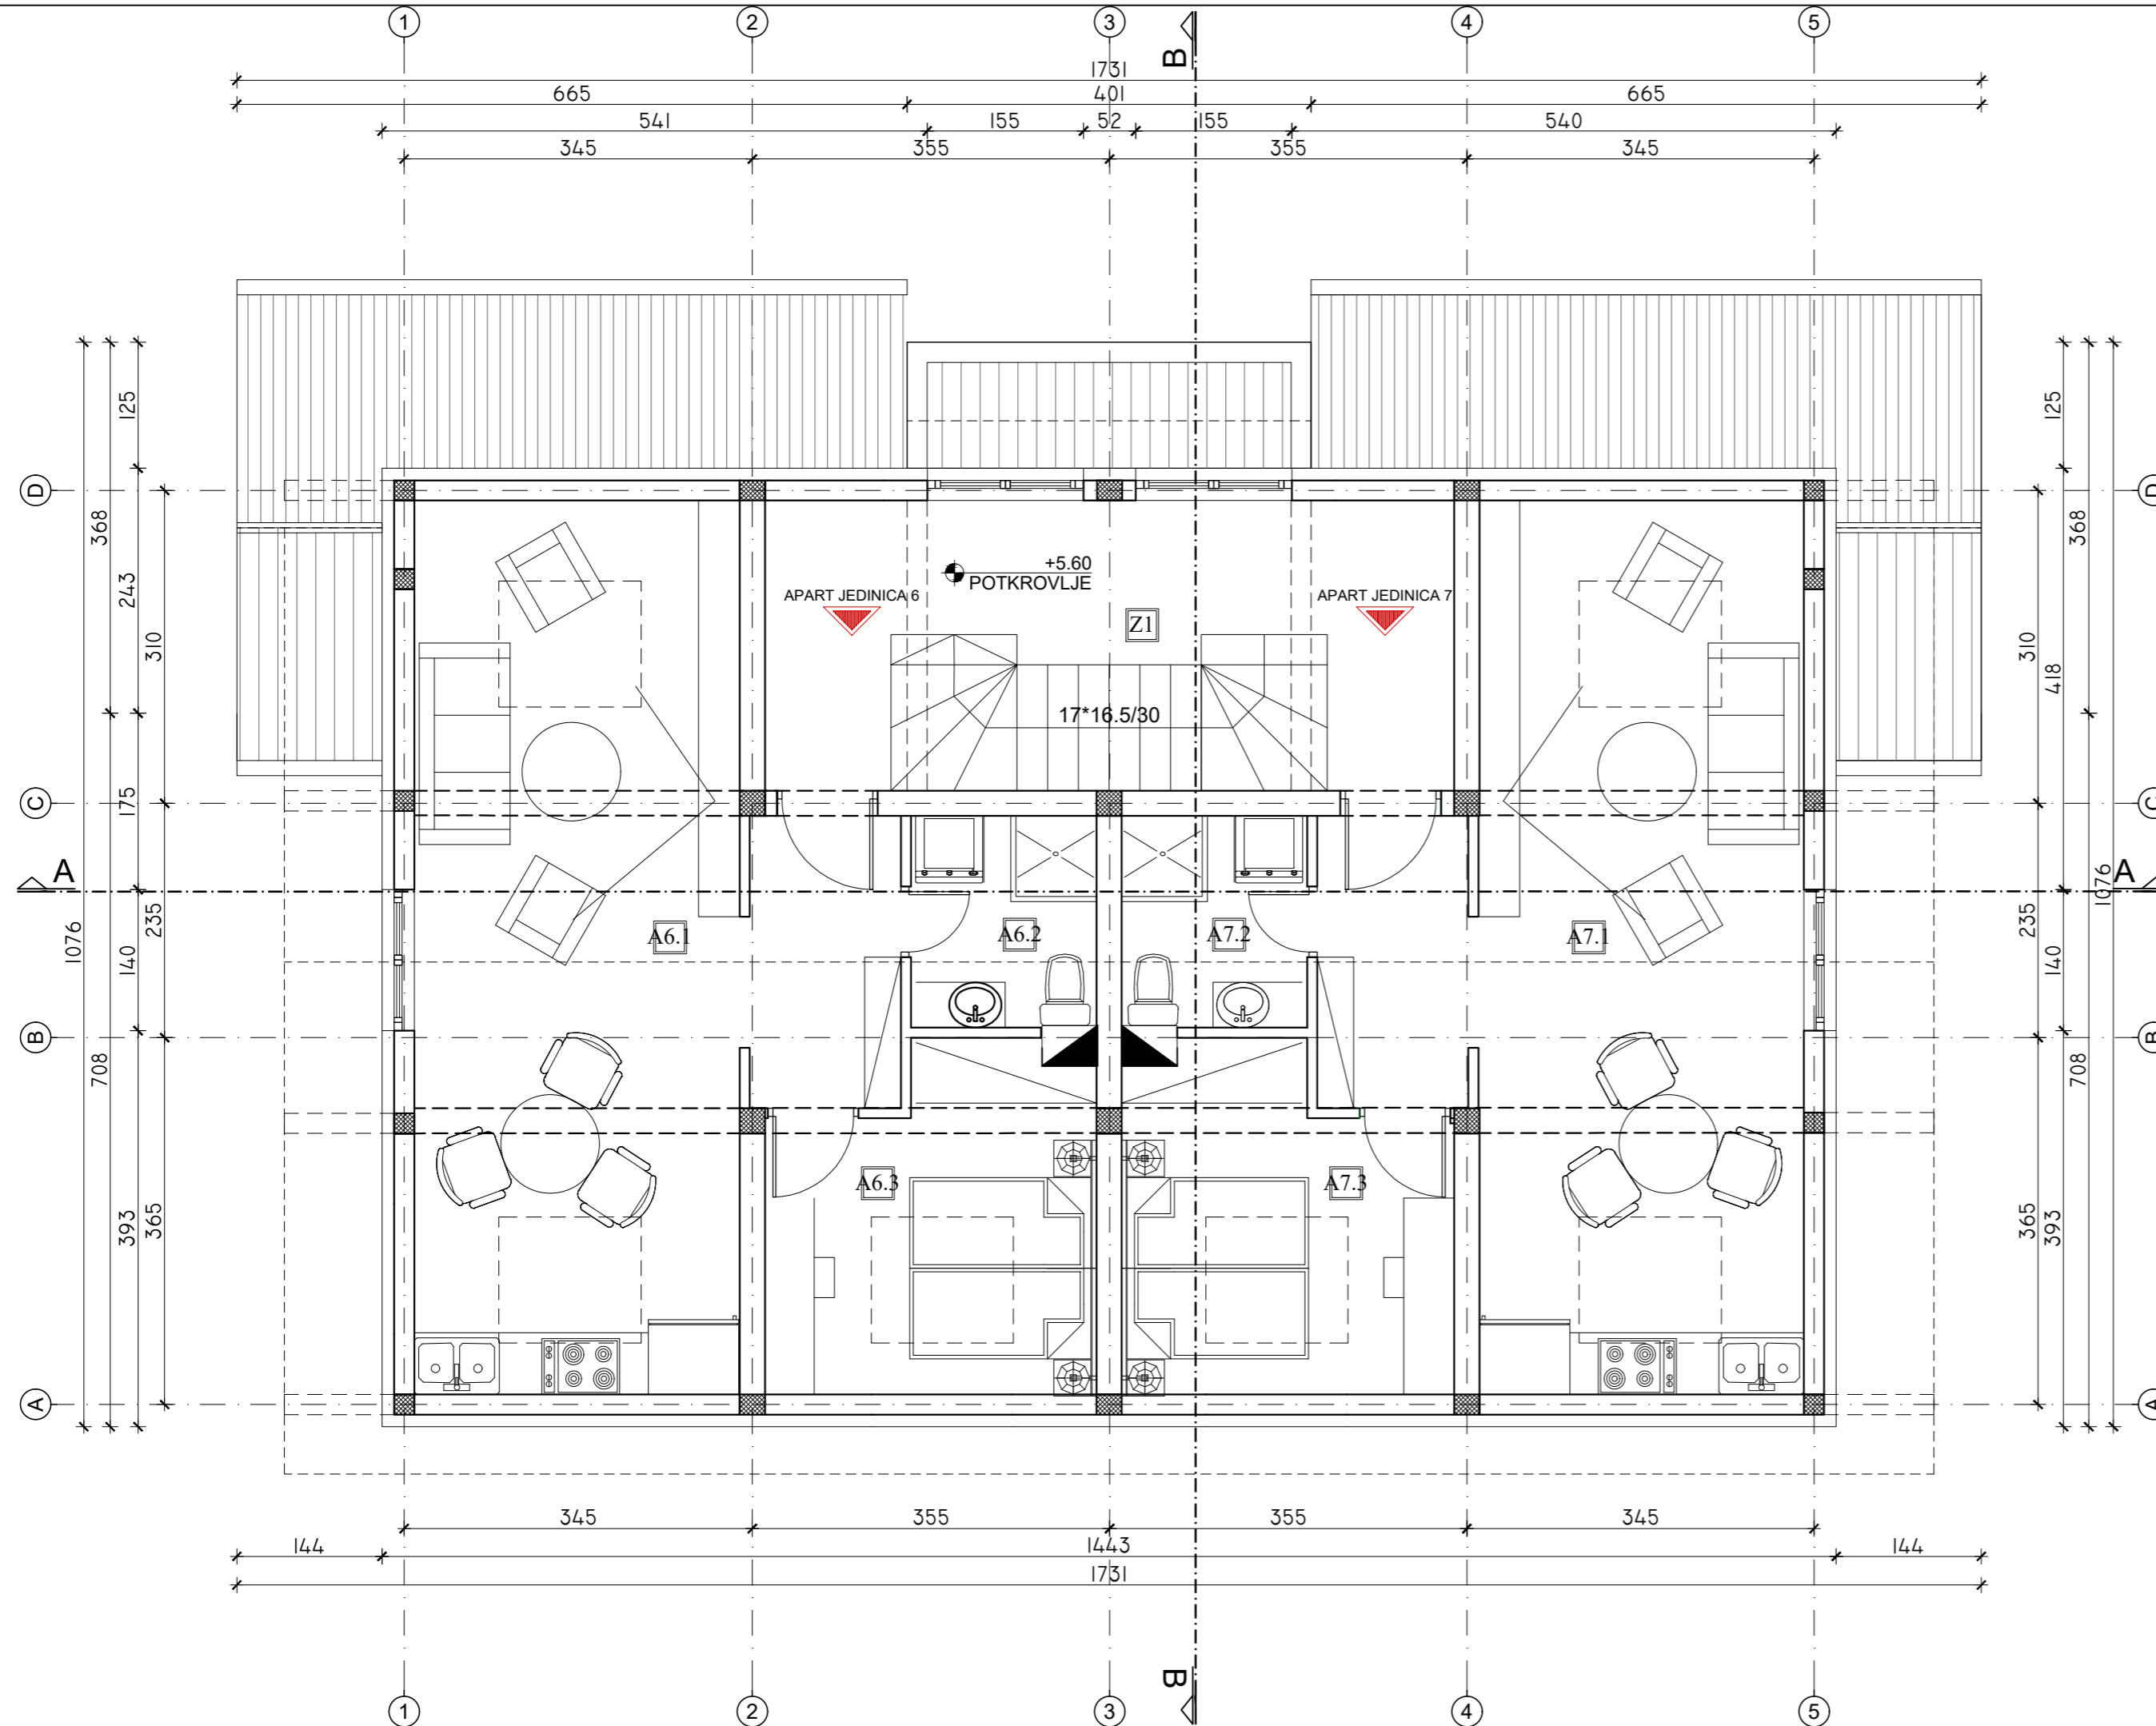 1 2 3 4 5
B
1731
665 401 665
541 155 52 155 540
345 355 355 345
125 125
D D
368 368
243
310 310
418
+5.60
POTKROVLJE
APART JEDINICA 6 APART JEDINICA 7
Z1
17*16.5/30
C C
175
A A
1076 1076
235 235
140 140
A6.1 A6.2 A7.2 A7.1
B B
708 708
A6.3 A7.3
393 365 365 393
A A
345 355 355 345
144 1443 144
1731
B
1 2 3 4 5